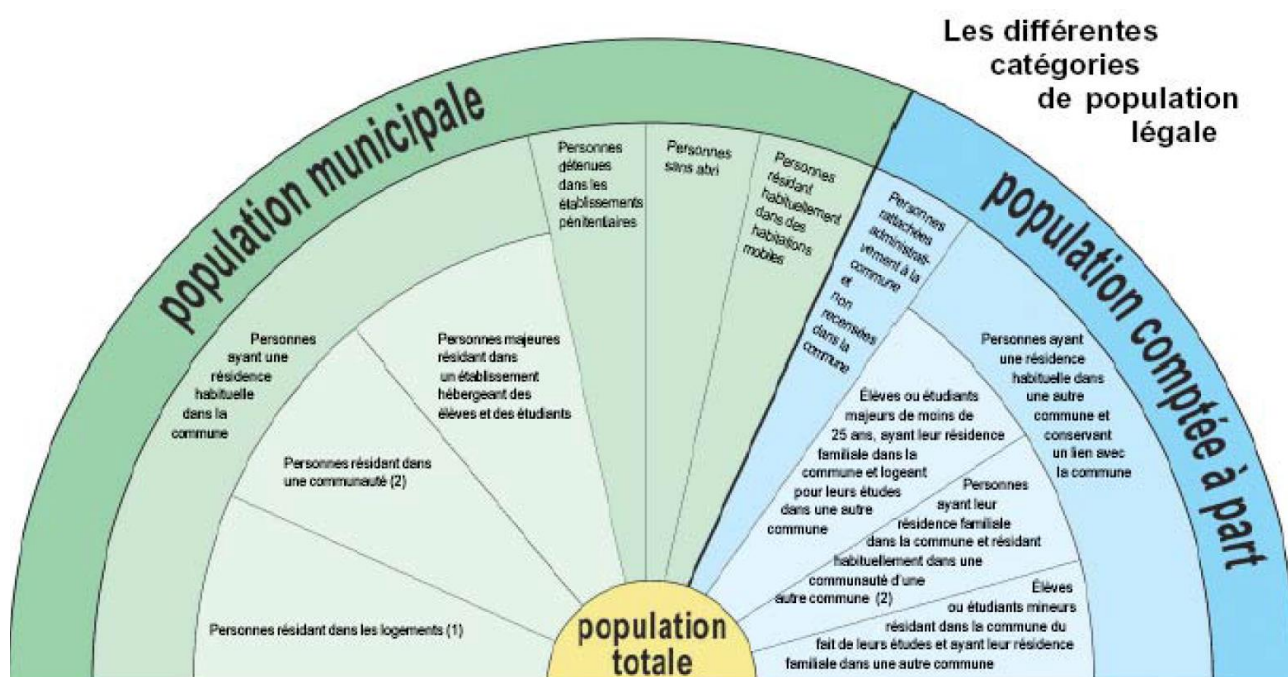 Les différentes
catégories
de population
légale
population municipale
population comptée à part
Personnes
ayant une
résidence
habituelle
dans la
commune
Personnes résidant dans les logements (1)
Personnes résidant dans
une communauté (2)
Personnes majeures
résidant dans
un établissement
hébergeant des
élèves et des étudiants
Personnes
détenues
dans les
établissements
pénitentiaires
Personnes
sans abri
Personnes
résidant
habituellement
dans des
habitations
mobiles
Personnes
rattachées
administrati-
vement à la
commune
et
non
recensées
dans la
commune
Personnes ayant
une résidence
habituelle dans
une autre
commune et
conservant
un lien avec
la commune
Élèves ou étudiants
majeurs de moins de
25 ans, ayant leur résidence
familiale dans la
commune et logeant
pour leurs études
dans une autre
commune
Personnes
ayant leur
résidence familiale
dans la commune et résidant
habituellement dans une
communauté d'une
autre commune (2)
Élèves
ou étudiants mineurs
résidant dans la commune du
fait de leurs études et ayant leur résidence
familiale dans une autre commune
population
totale